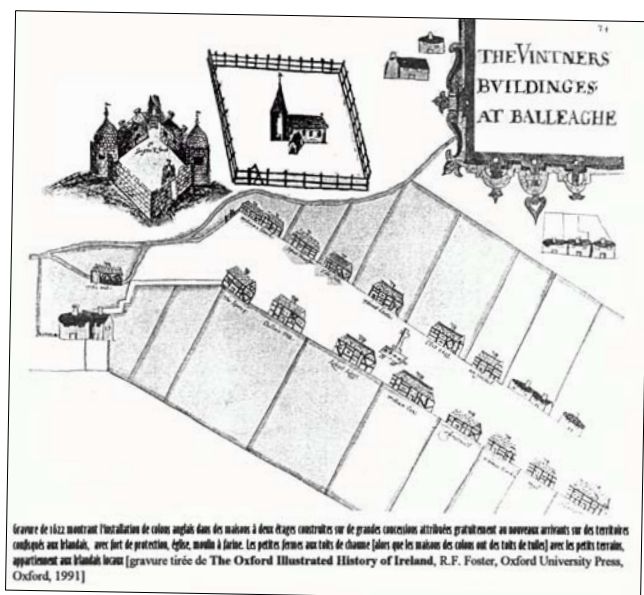 74
THE VINTNERS
BVILDINGES
AT BALLEAGHE
Gravure de 1622 montrant l'installation de colons anglais dans des maisons à deux étages construites sur de grandes concessions attribuées gratuitement au nouveaux arrivants sur des territoires
confisqués aux Irlandais, avec fort de protection, église, moulin à farine. Les petites fermes aux toits de chaume [alors que les maisons des colons ont des toits de tuiles] avec les petits terrains,
appartiennent aux Irlandais locaux [gravure tirée de The Oxford Illustrated History of Ireland, R.F. Foster, Oxford University Press,
Oxford, 1991]